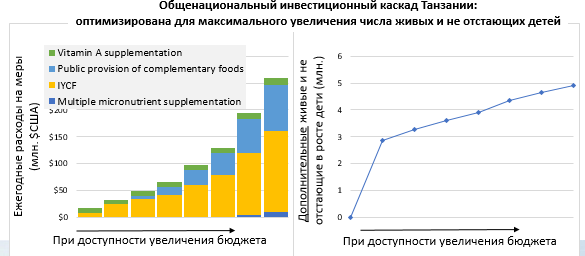 Общенациональный инвестиционный каскад Танзании:
оптимизирована для максимального увеличения числа живых и не отстающих детей
Ежегодные расходы на меры
(млн. $США)
Vitamin A supplementation
Public provision of complementary foods
IYCF
Multiple micronutrient supplementation
$200
$150
$100
$50
$0
При доступности увеличения бюджета
Дополнительные живые и не
отстающие в росте дети (млн.)
6
5
4
3
2
1
0
При доступности увеличения бюджета